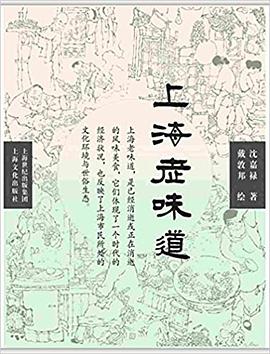 上海老味道
沈嘉禄 著
戴敦邦 绘
上海老味道，是已经消逝或正在消逝
的风味美食，它们体现了一个时代的
经济状况，也反映了上海市民所处的
文化环境与世俗生态。
上海世纪出版集团
上海文化出版社